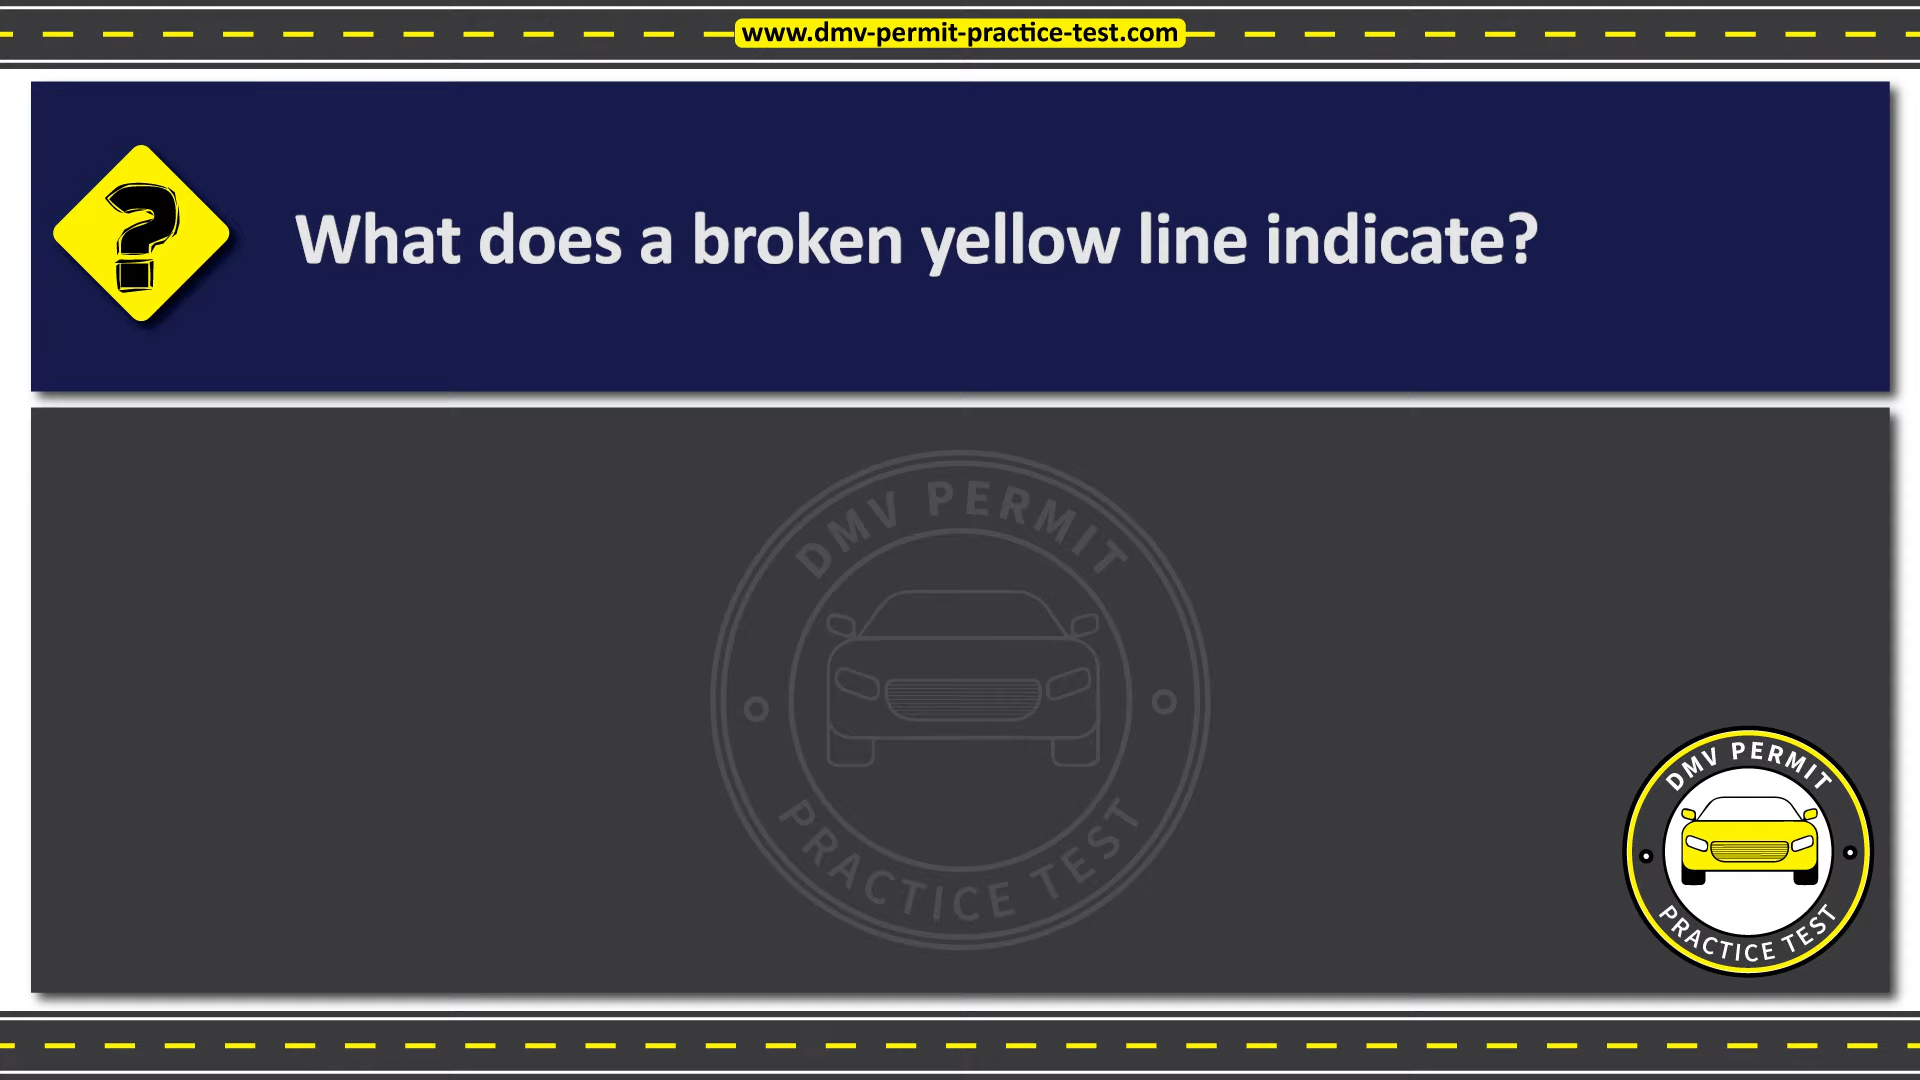 www.dmv-permit-practice-test.com
What does a broken yellow line indicate?
DMV PERMIT
PRACTICE TEST
DMV PERMIT
PRACTICE TEST